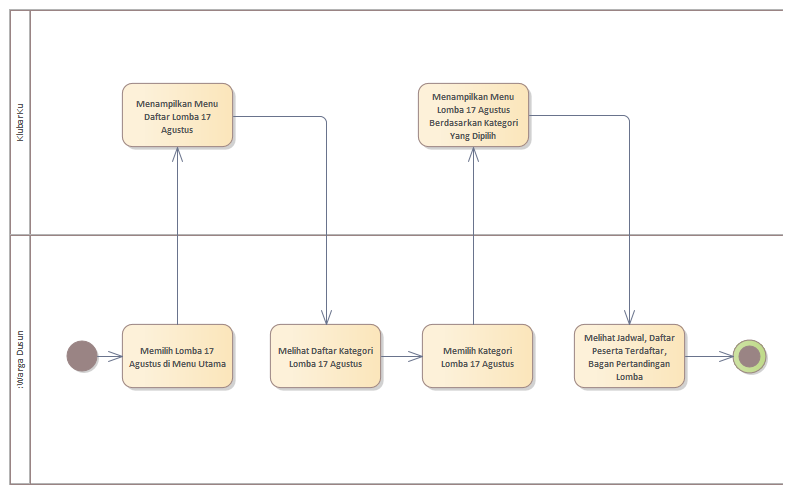 KlubarKu
Menampilkan Menu
Daftar Lomba 17
Agustus
Menampilkan Menu
Lomba 17 Agustus
Berdasarkan Kategori
Yang Dipilih
:Warga Dusun
Memilih Lomba 17
Agustus di Menu Utama
Melihat Daftar Kategori
Lomba 17 Agustus
Memilih Kategori
Lomba 17 Agustus
Melihat Jadwal, Daftar
Peserta Terdaftar,
Bagan Pertandingan
Lomba